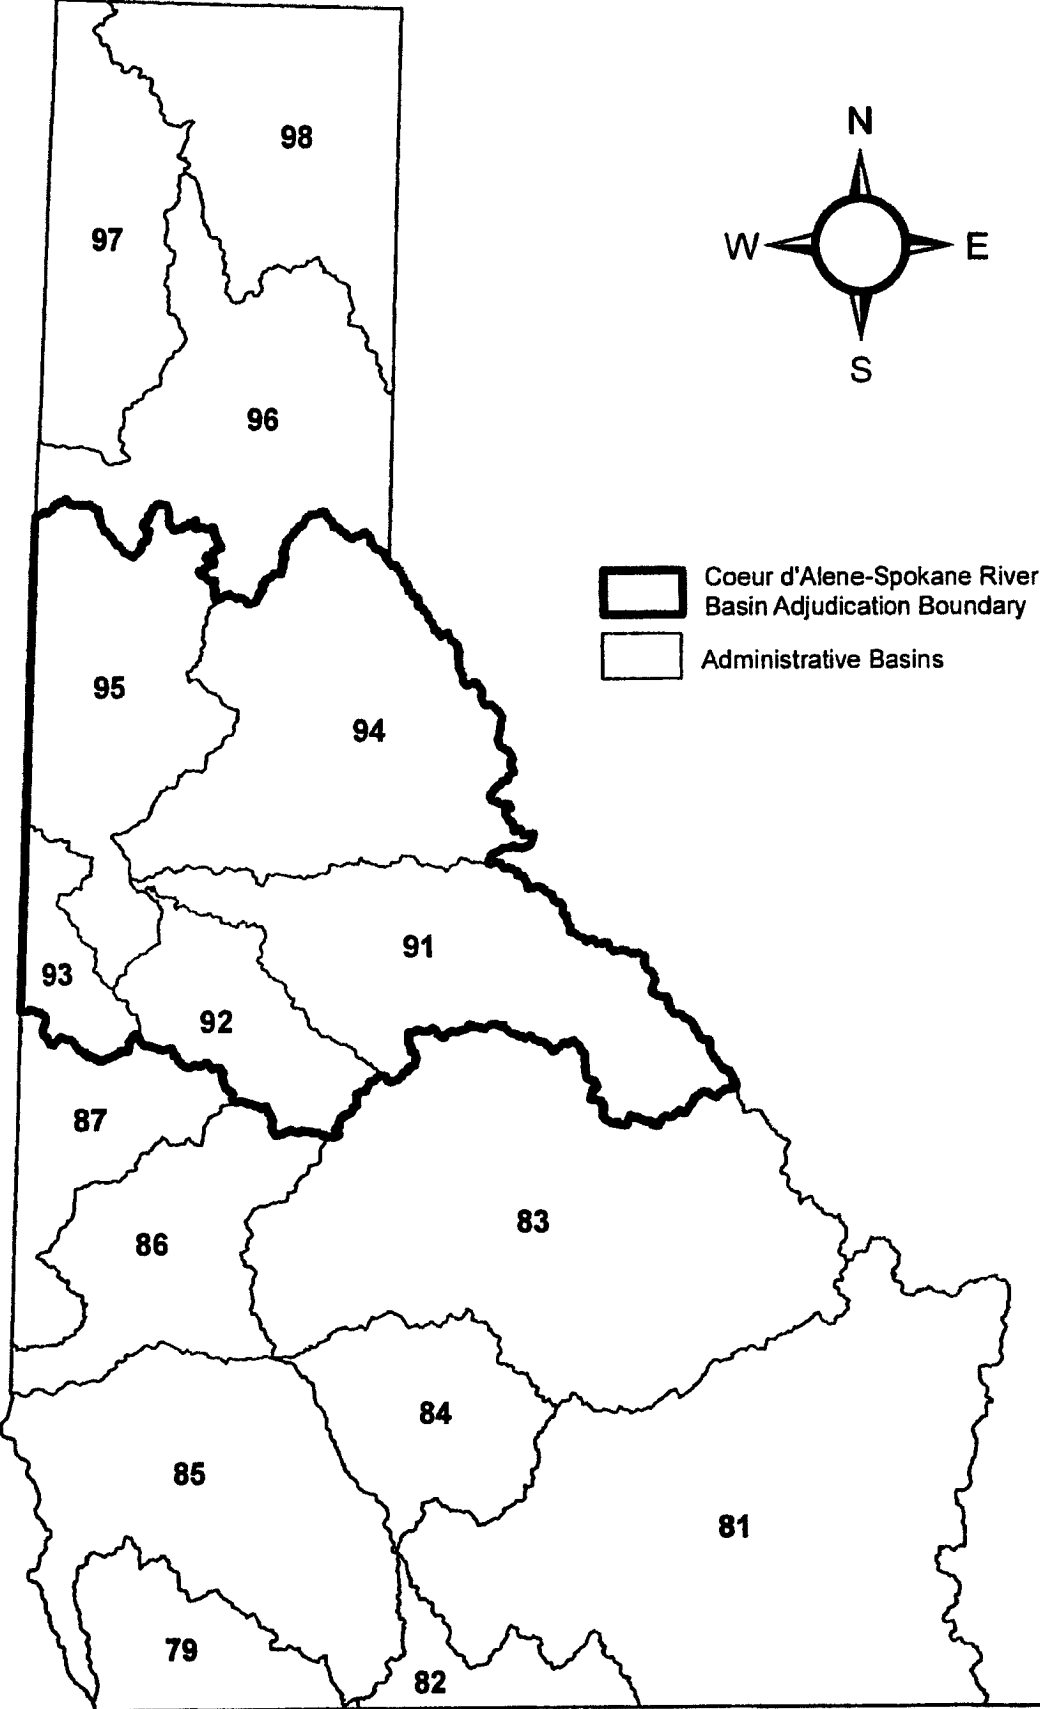 98
N
97
W
E
S
96
Coeur d'Alene-Spokane River
Basin Adjudication Boundary
Administrative Basins
95
94
91
93
92
87
83
86
84
85
81
79
82